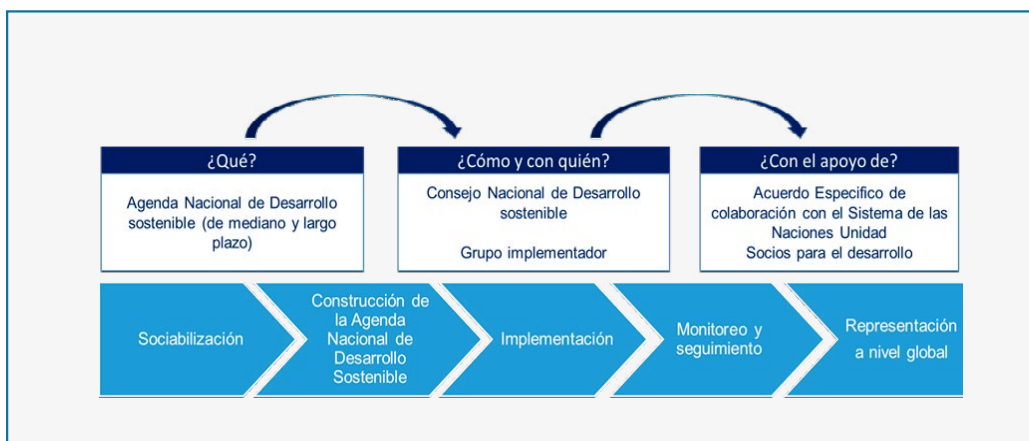 ¿Qué?
Agenda Nacional de Desarrollo
sostenible (de mediano y largo
plazo)
¿Cómo y con quién?
Consejo Nacional de Desarrollo
sostenible
Grupo implementador
¿Con el apoyo de?
Acuerdo Especifico de
colaboración con el Sistema de las
Naciones Unidad
Socios para el desarrollo
Sociabilización
Construcción de
la Agenda
Nacional de
Desarrollo
Sostenible
Implementación
Monitoreo y
seguimiento
Representación
a nivel global